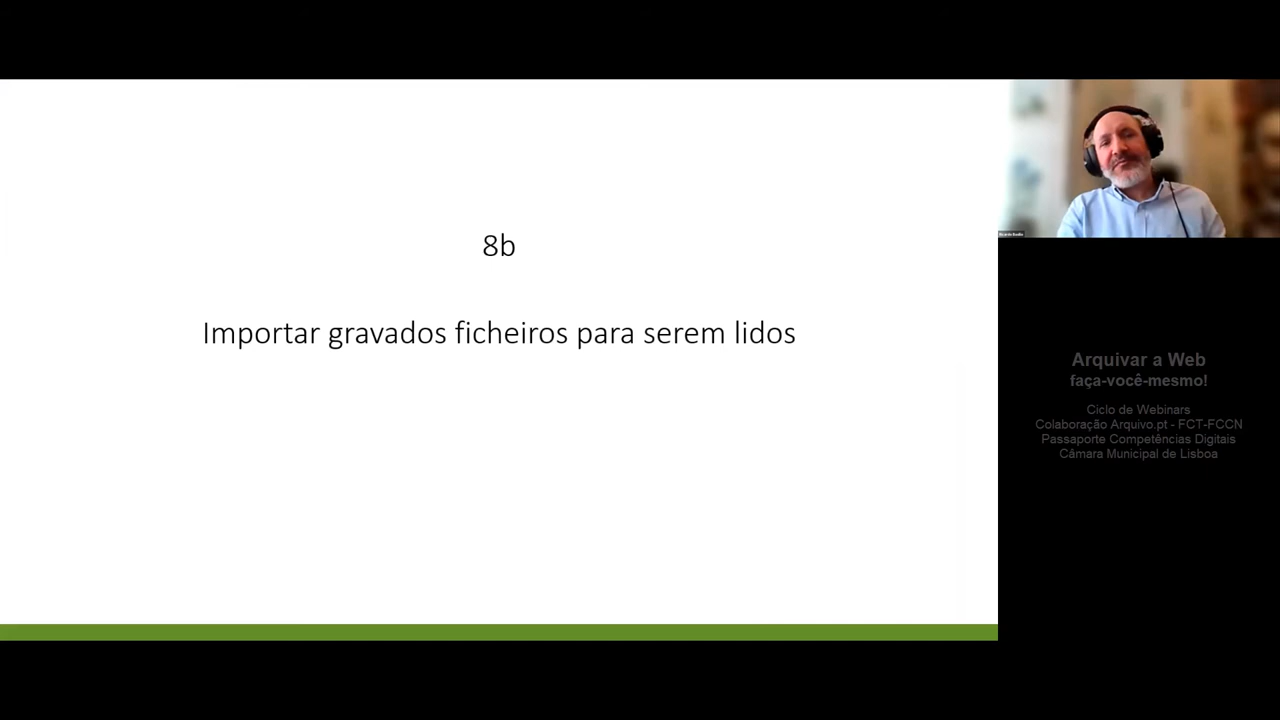 8b
Importar gravados ficheiros para serem lidos
Arquivar a Web
faça-você-mesmo!
Ciclo de Webinars
Colaboração Arquivo.pt - FCT-FCCN
Passaporte Competências Digitais
Câmara Municipal de Lisboa